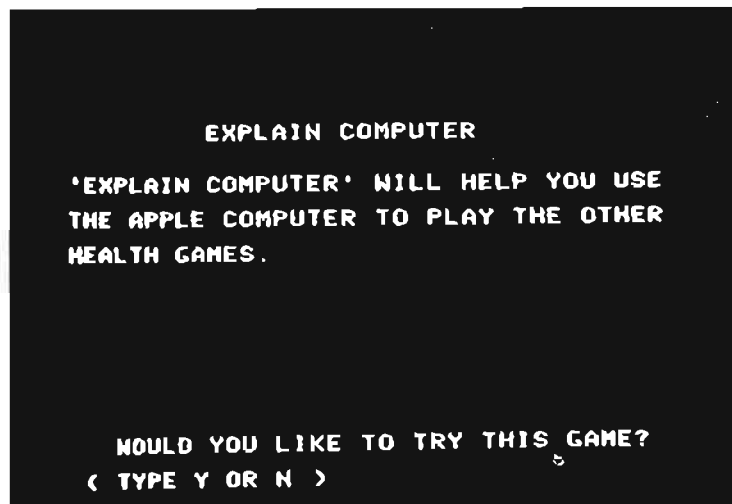 EXPLAIN COMPUTER
'EXPLAIN COMPUTER' WILL HELP YOU USE
THE APPLE COMPUTER TO PLAY THE OTHER
HEALTH GAMES.
WOULD YOU LIKE TO TRY THIS GAME?
( TYPE Y OR N )